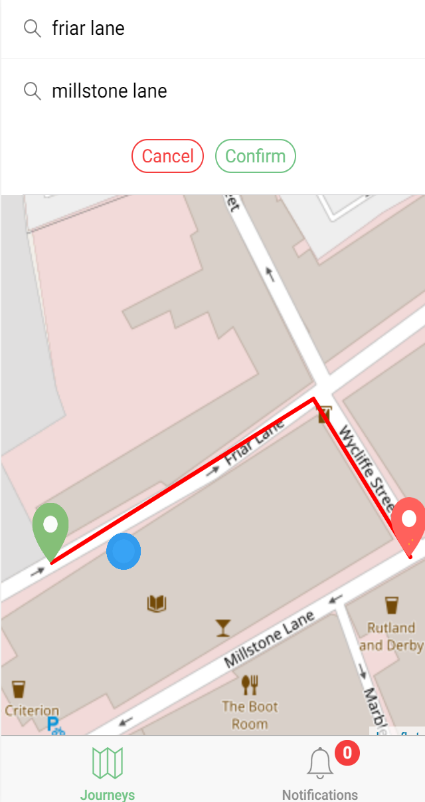 friar lane
millstone lane
Cancel
Confirm
Friar Lane
Wycliffe Street
Millstone Lane
Rutland
and Derby
Criterion
The Boot
Room
P
0
Journeys
Notifications